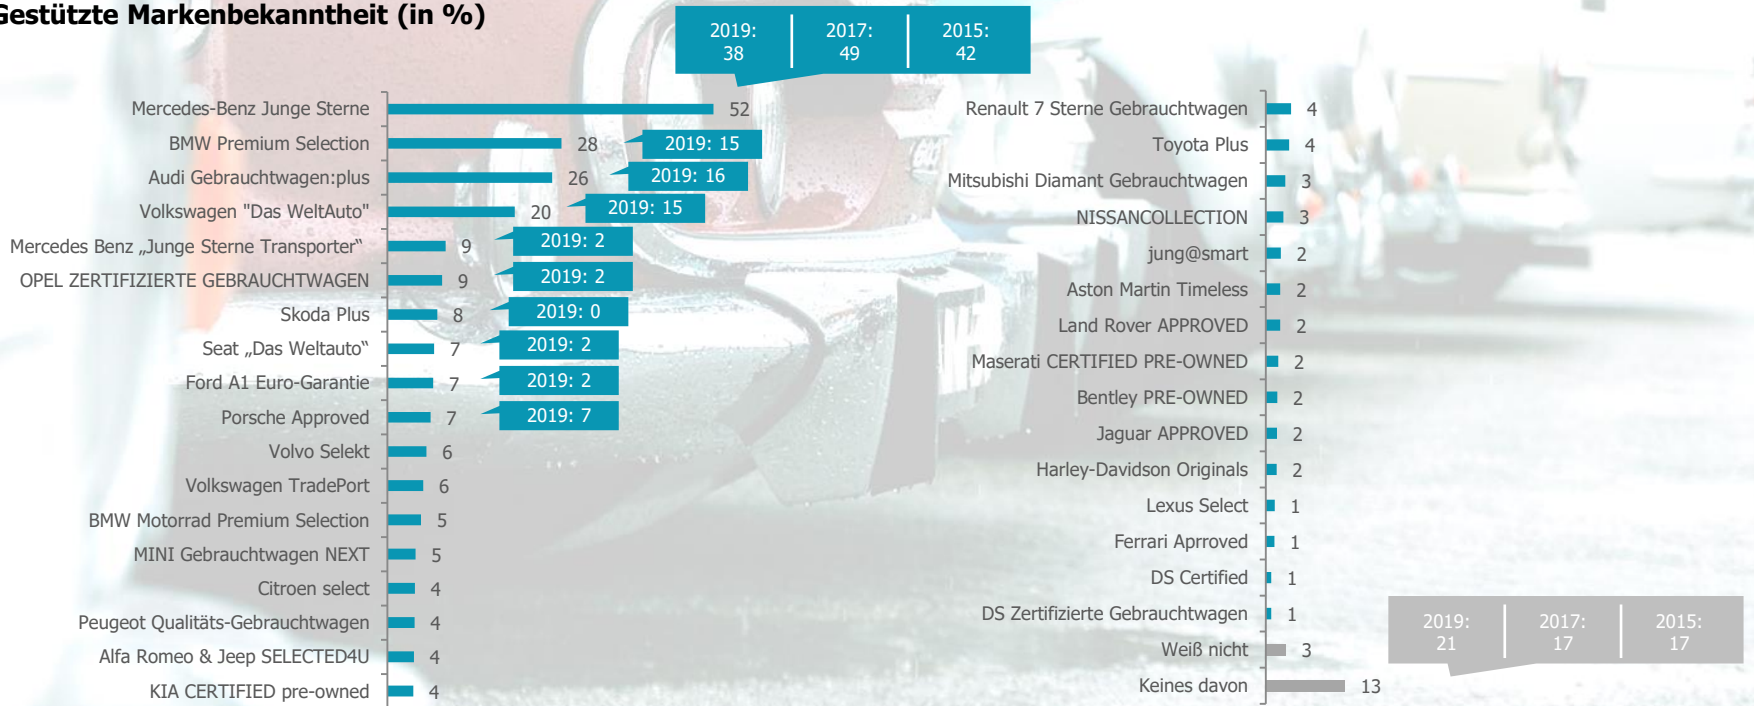 Gestützte Markenbekanntheit (in %)
2019: 2017: 2015:
38 49 42
Mercedes-Benz Junge Sterne 52
BMW Premium Selection 28 2019: 15
Audi Gebrauchtwagen:plus 26 2019: 16
Volkswagen "Das WeltAuto" 20 2019: 15
Mercedes Benz „Junge Sterne Transporter“ 9 2019: 2
OPEL ZERTIFIZIERTE GEBRAUCHTWAGEN 9 2019: 2
Skoda Plus 8 2019: 0
Seat „Das Weltauto“ 7 2019: 2
Ford A1 Euro-Garantie 7 2019: 2
Porsche Approved 7 2019: 7
Volvo Selekt 6
Volkswagen TradePort 6
BMW Motorrad Premium Selection 5
MINI Gebrauchtwagen NEXT 5
Citroen select 4
Peugeot Qualitäts-Gebrauchtwagen 4
Alfa Romeo & Jeep SELECTED4U 4
KIA CERTIFIED pre-owned 4
Renault 7 Sterne Gebrauchtwagen 4
Toyota Plus 4
Mitsubishi Diamant Gebrauchtwagen 3
NISSANCOLLECTION 3
jung@smart 2
Aston Martin Timeless 2
Land Rover APPROVED 2
Maserati CERTIFIED PRE-OWNED 2
Bentley PRE-OWNED 2
Jaguar APPROVED 2
Harley-Davidson Originals 2
Lexus Select 1
Ferrari Aprroved 1
DS Certified 1
DS Zertifizierte Gebrauchtwagen 1
Weiß nicht 3
Keines davon 13
2019: 2017: 2015:
21 17 17